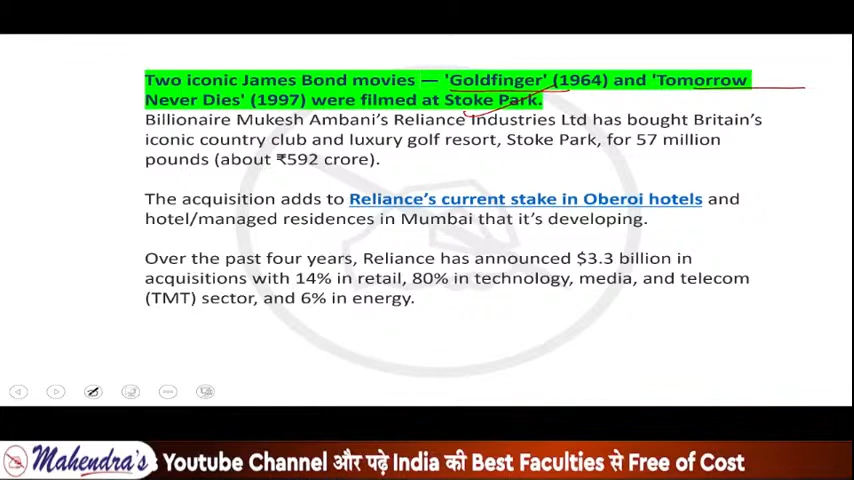 Two iconic James Bond movies — 'Goldfinger' (1964) and 'Tomorrow
Never Dies' (1997) were filmed at Stoke Park.
Billionaire Mukesh Ambani's Reliance Industries Ltd has bought Britain's
iconic country club and luxury golf resort, Stoke Park, for 57 million
pounds (about ₹592 crore).
The acquisition adds to Reliance's current stake in Oberoi hotels and
hotel/managed residences in Mumbai that it's developing.
Over the past four years, Reliance has announced $3.3 billion in
acquisitions with 14% in retail, 80% in technology, media, and telecom
(TMT) sector, and 6% in energy.
Mahendra's Youtube Channel और पढ़े India की Best Faculties से Free of Cost